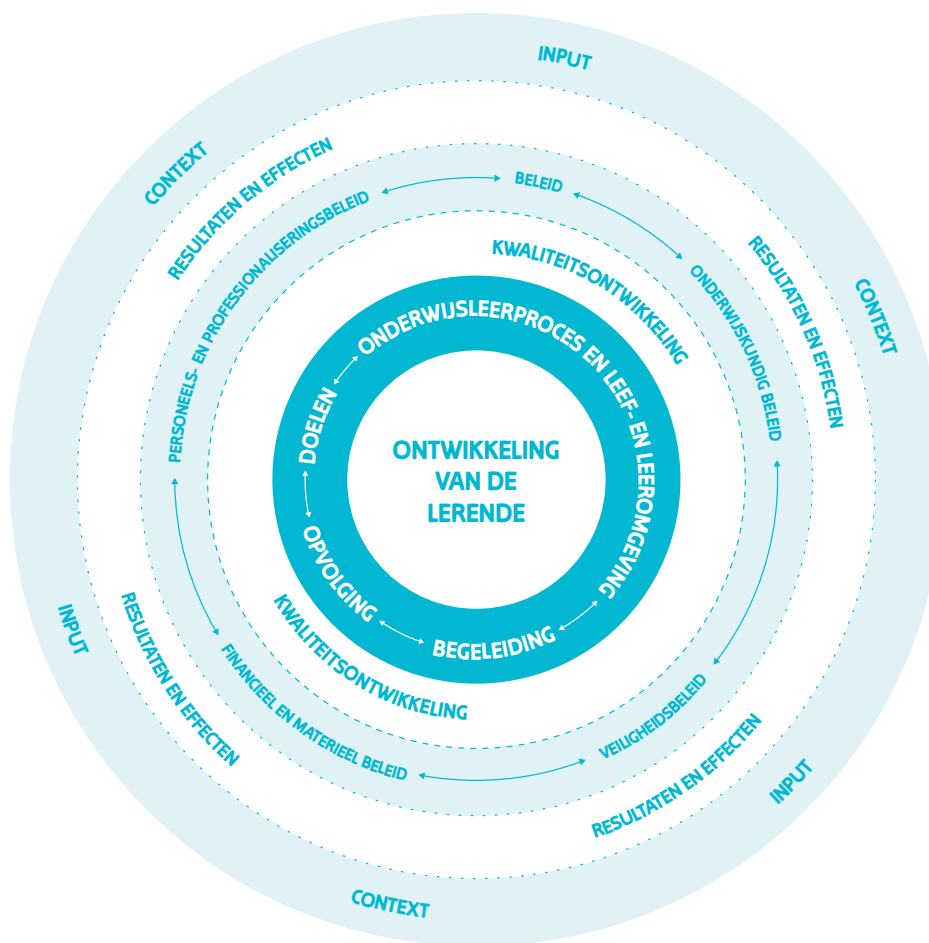 INPUT
CONTEXT
RESULTATEN EN EFFECTEN
BELEID
PERSONEELS- EN PROFESSIONALISERINGSBELEID
KWALITEITSONTWIKKELING
RESULTATEN EN EFFECTEN
CONTEXT
ONDERWIJSKUNDIG BELEID
ONDERWIJSLEERPROCES EN LEEF- EN LEEROMGEVING
DOELEN
ONTWIKKELING
VAN DE
LERENDE
OPVOLGING
BEGELEIDING
KWALITEITSONTWIKKELING
INPUT
RESULTATEN EN EFFECTEN
FINANCIEEL EN MATERIEEL BELEID
VEILIGHEIDSBELEID
RESULTATEN EN EFFECTEN
INPUT
CONTEXT